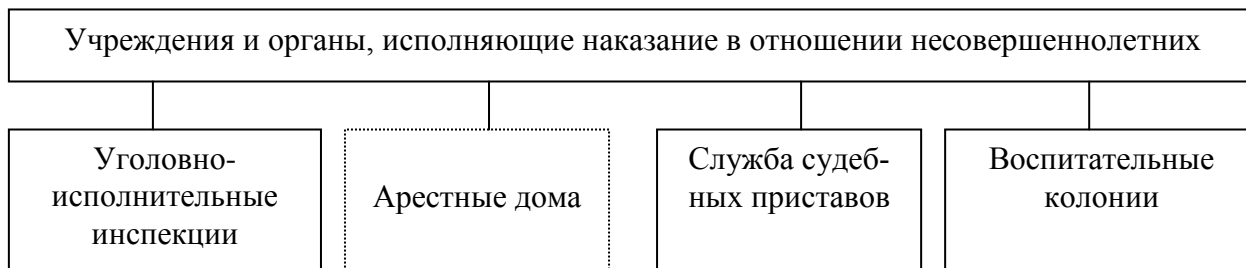 Учреждения и органы, исполняющие наказание в отношении несовершеннолетних
Уголовно-
исполнительные
инспекции
Арестные дома
Служба судеб-
ных приставов
Воспитательные
колонии